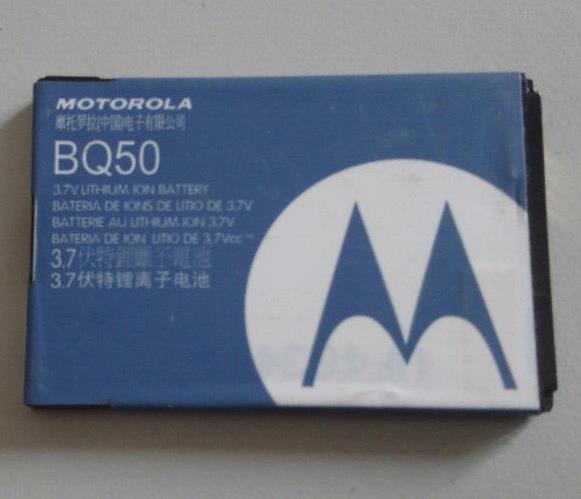 MOTOROLA
摩托罗拉(中国)电子有限公司
BQ50
3.7V LITHIUM ION BATTERY
BATERIA DE IONS DE LITIO DE 3.7V
BATTERIE AU LITHIUM ION 3.7V
BATERIA DE ION LITIO DE 3.7Vcc
3.7伏特鋰離子電池
3.7伏特锂离子电池